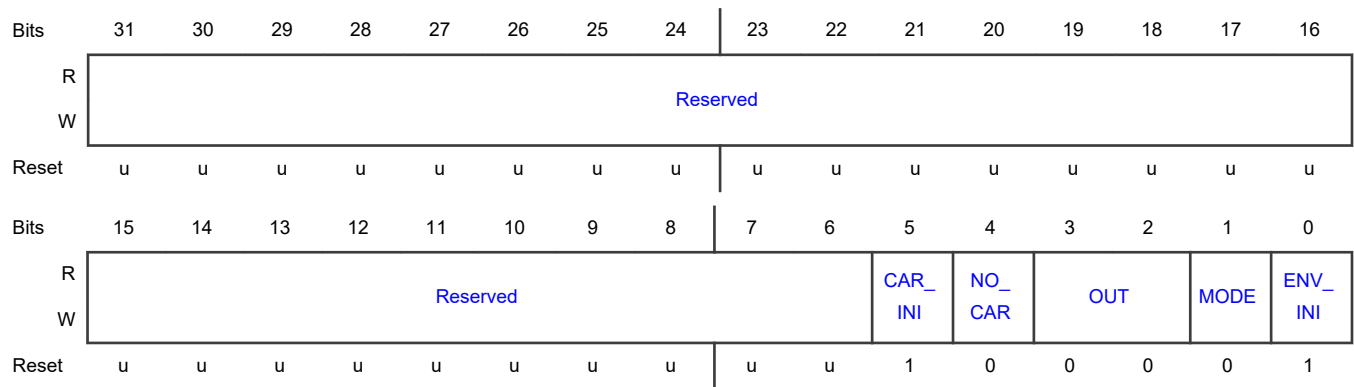 Bits 31 30 29 28 27 26 25 24 23 22 21 20 19 18 17 16
R
Reserved
W
Reset u u u u u u u u u u u u u u u u
Bits 15 14 13 12 11 10 9 8 7 6 5 4 3 2 1 0
R
Reserved CAR_ INI NO_ CAR OUT MODE ENV_ INI
W
Reset u u u u u u u u u u 1 0 0 0 0 1